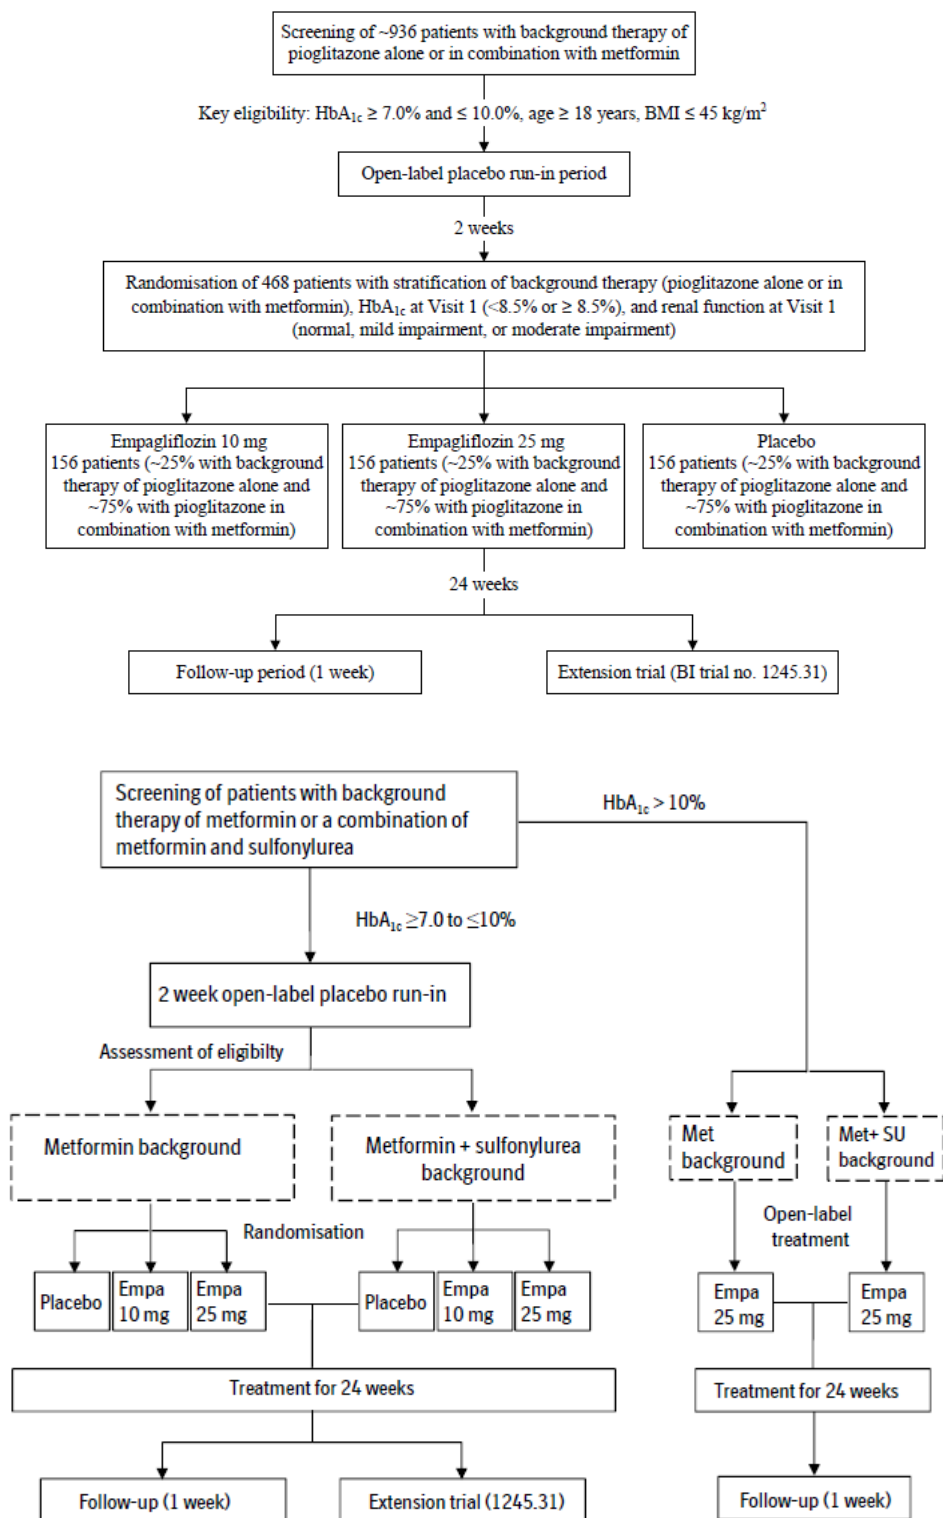 Screening of ~936 patients with background therapy of
pioglitazone alone or in combination with metformin
Key eligibility: HbA1c ≥ 7.0% and ≤ 10.0%, age ≥ 18 years, BMI ≤ 45 kg/m²
Open-label placebo run-in period
2 weeks
Randomisation of 468 patients with stratification of background therapy (pioglitazone alone or in
combination with metformin), HbA1c at Visit 1 (<8.5% or ≥ 8.5%), and renal function at Visit 1
(normal, mild impairment, or moderate impairment)
Empagliflozin 10 mg
156 patients (~25% with background
therapy of pioglitazone alone and
~75% with pioglitazone in
combination with metformin)
Empagliflozin 25 mg
156 patients (~25% with background
therapy of pioglitazone alone and
~75% with pioglitazone in
combination with metformin)
Placebo
156 patients (~25% with background
therapy of pioglitazone alone and
~75% with pioglitazone in
combination with metformin)
24 weeks
Follow-up period (1 week)
Extension trial (BI trial no. 1245.31)
Screening of patients with background
therapy of metformin or a combination of
metformin and sulfonylurea
HbA1c > 10%
HbA1c ≥7.0 to ≤10%
2 week open-label placebo run-in
Assessment of eligibilty
Metformin background
Metformin + sulfonylurea
background
Met
background
Met+ SU
background
Randomisation
Open-label
treatment
Placebo
Empa
10 mg
Empa
25 mg
Placebo
Empa
10 mg
Empa
25 mg
Empa
25 mg
Empa
25 mg
Treatment for 24 weeks
Treatment for 24 weeks
Follow-up (1 week)
Extension trial (1245.31)
Follow-up (1 week)